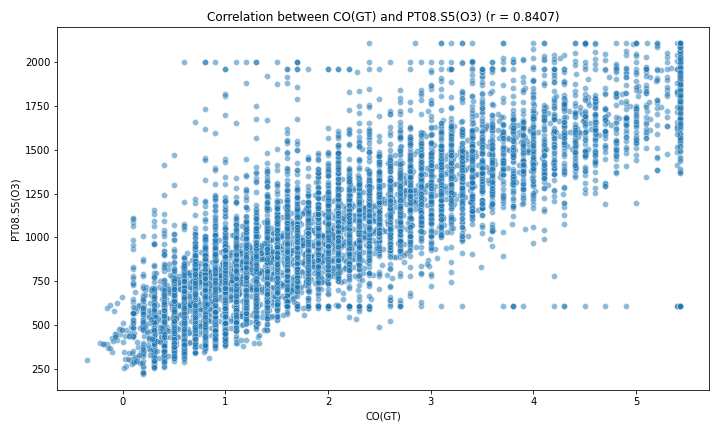 Correlation between CO(GT) and PT08.S5(O3) (r = 0.8407)
2000
1750
1500
1250
1000
750
500
250
PT08.S5(O3)
0 1 2 3 4 5
CO(GT)